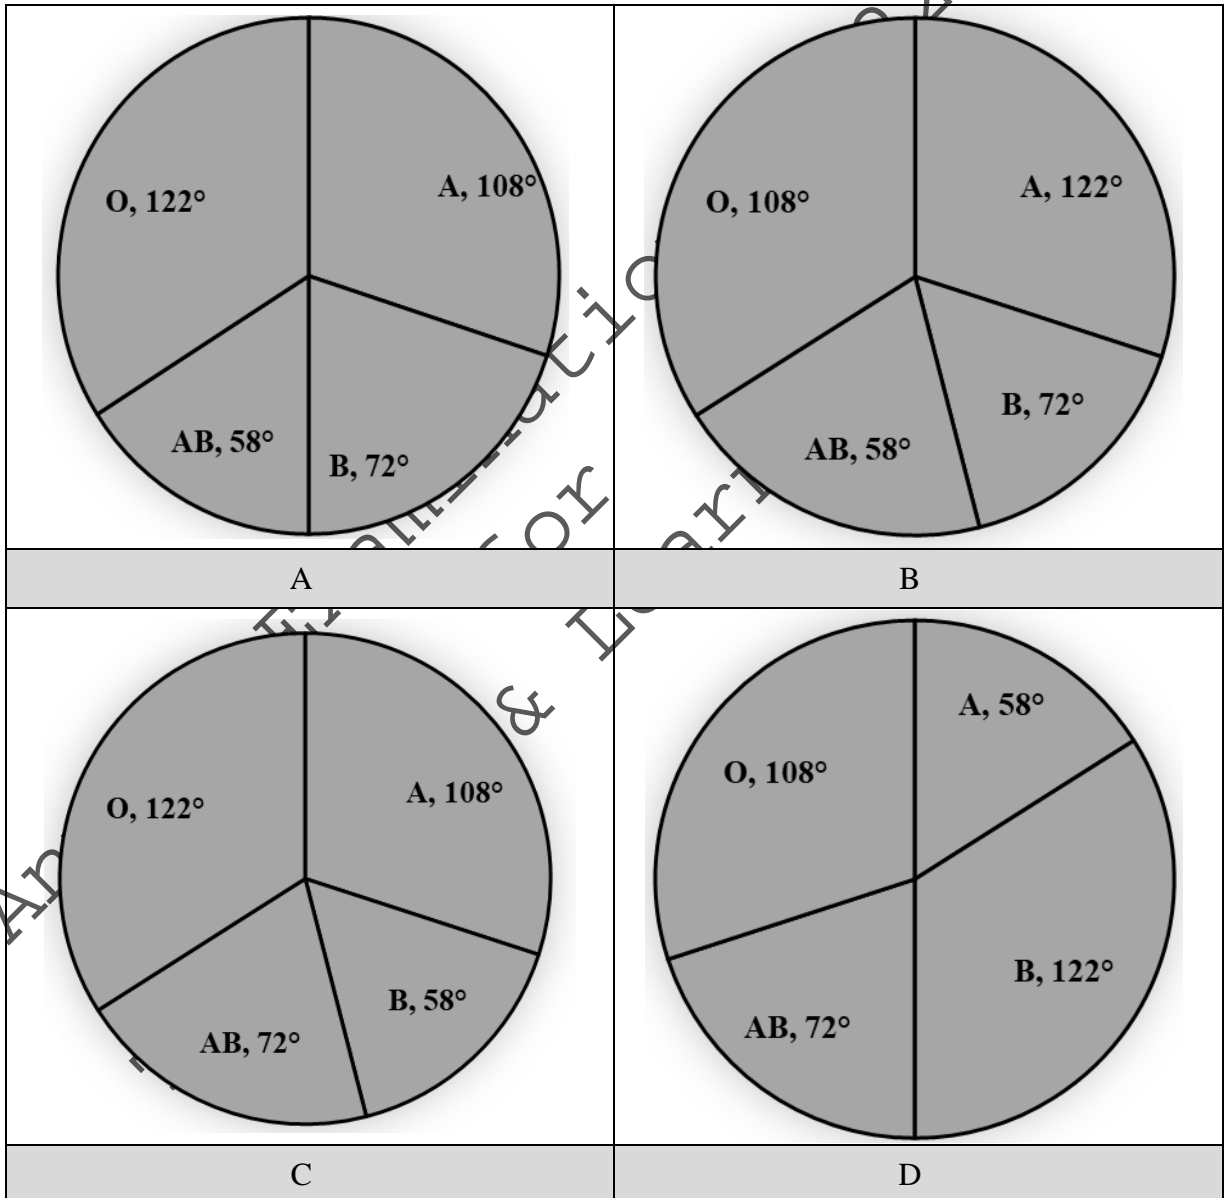 O, 122°
A, 108°
AB, 58°
B, 72°
A
O, 108°
A, 122°
B, 72°
AB, 58°
B
O, 122°
A, 108°
B, 58°
AB, 72°
C
A, 58°
O, 108°
B, 122°
AB, 72°
D
&